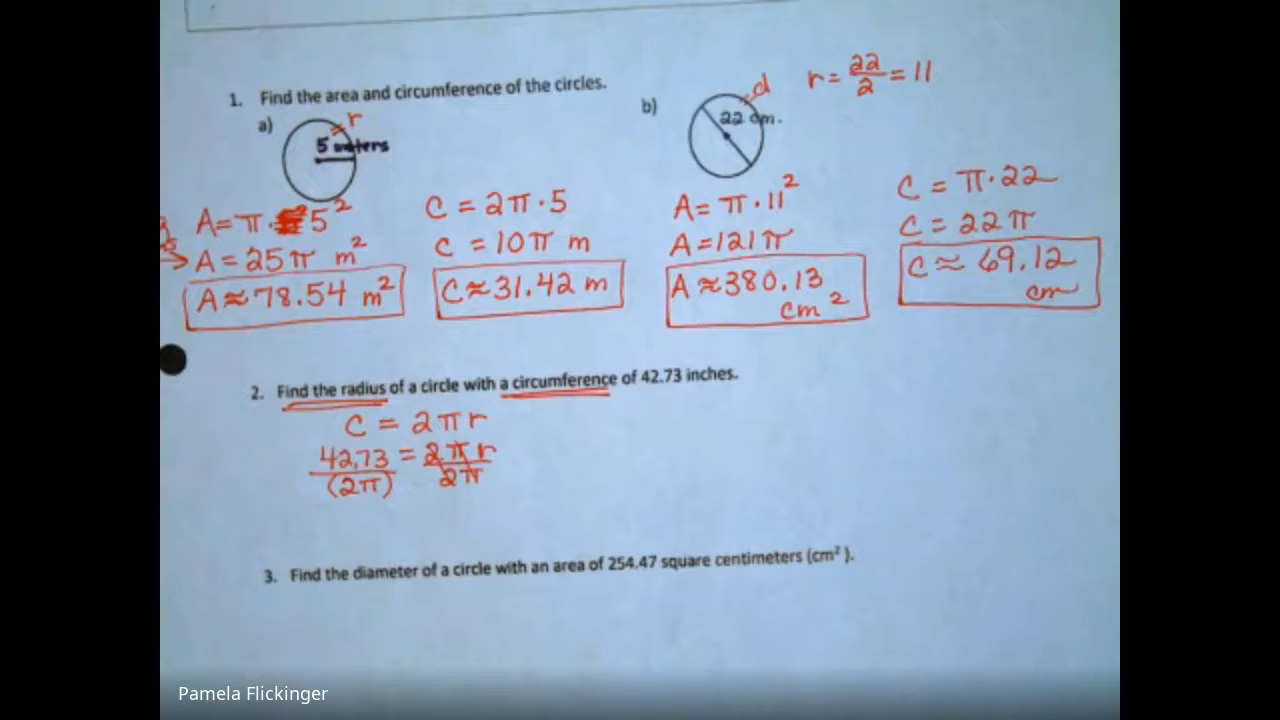 1. Find the area and circumference of the circles.
a)
r
5 meters
A = π · 5²
A = 25π m²
A ≈ 78.54 m²
C = 2π · 5
C = 10π m
C ≈ 31.42 m
b)
d
22 cm.
r = 22/2 = 11
A = π · 11²
A = 121π
A ≈ 380.13
cm²
C = π · 22
C = 22π
C ≈ 69.12
cm
2. Find the radius of a circle with a circumference of 42.73 inches.
C = 2πr
42.73/(2π) = 2πr/2π
3. Find the diameter of a circle with an area of 254.47 square centimeters (cm² ).
Pamela Flickinger